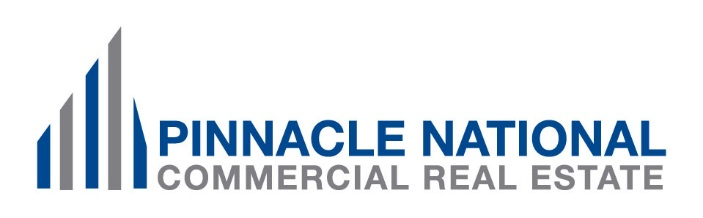 PINNACLE NATIONAL
COMMERCIAL REAL ESTATE